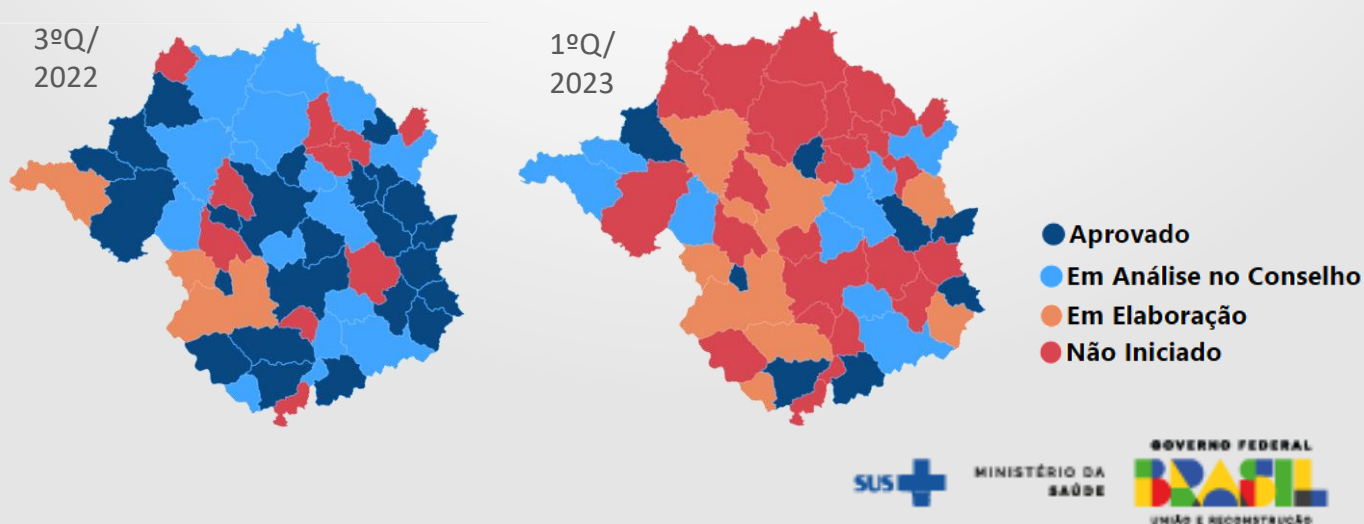 3ºQ/
2022
1ºQ/
2023
Aprovado
Em Análise no Conselho
Em Elaboração
Não Iniciado
SUS
MINISTÉRIO DA
SAÚDE
GOVERNO FEDERAL
BRASIL
UNIÃO E RECONSTRUÇÃO